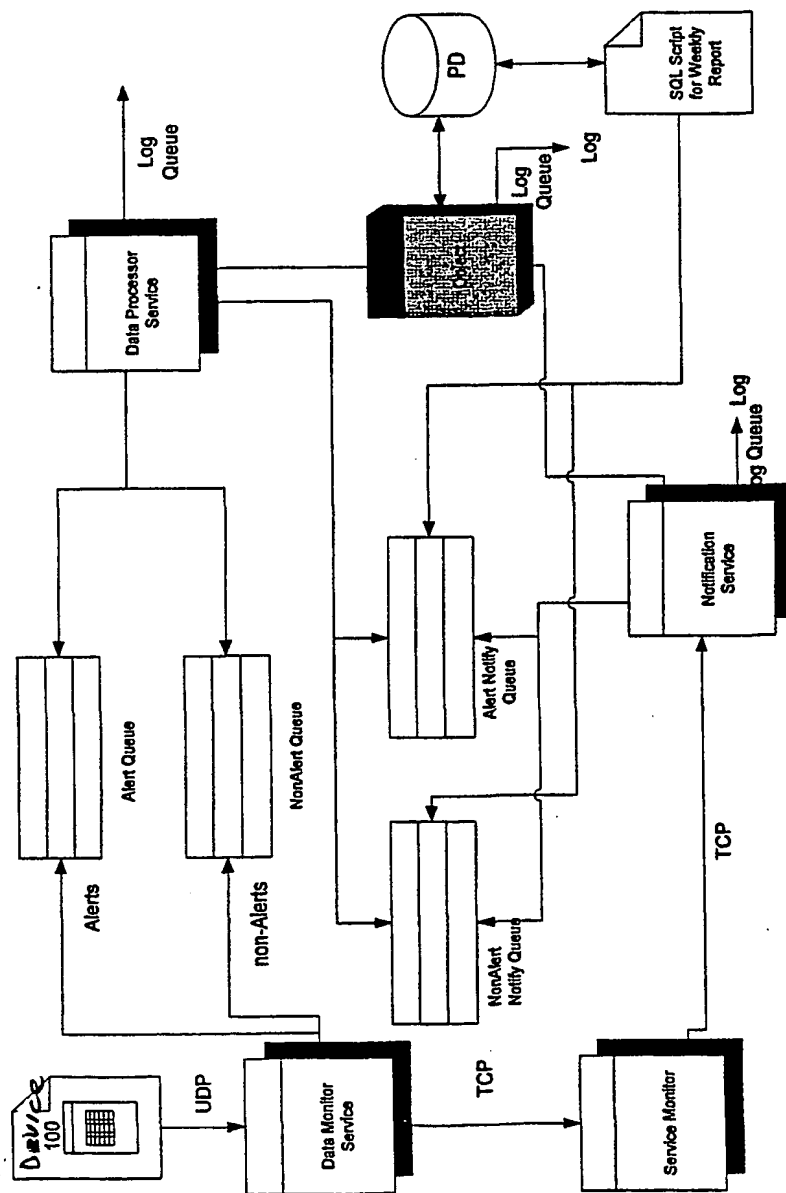 DEVICE
100
UDP
Data Monitor
Service
TCP
Service Monitor
Alerts
non-Alerts
Alert Queue
NonAlert Queue
NonAlert
Notify Queue
Alert Notify
Queue
TCP
Data Processor
Service
Log
Queue
Object
Log
Queue
Log
PD
SQL Script
for Weekly
Report
Notification
Service
Log
og Queue